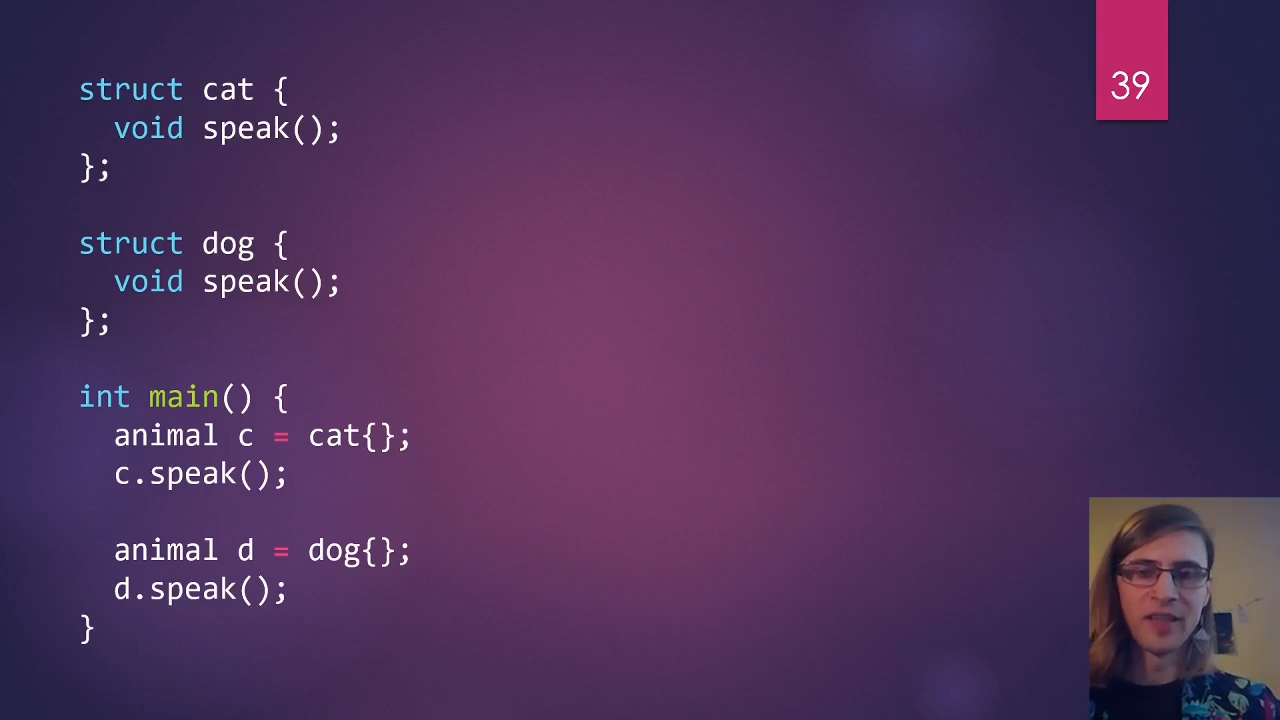 39
struct cat {
  void speak();
};
struct dog {
  void speak();
};
int main() {
  animal c = cat{};
  c.speak();
  animal d = dog{};
  d.speak();
}